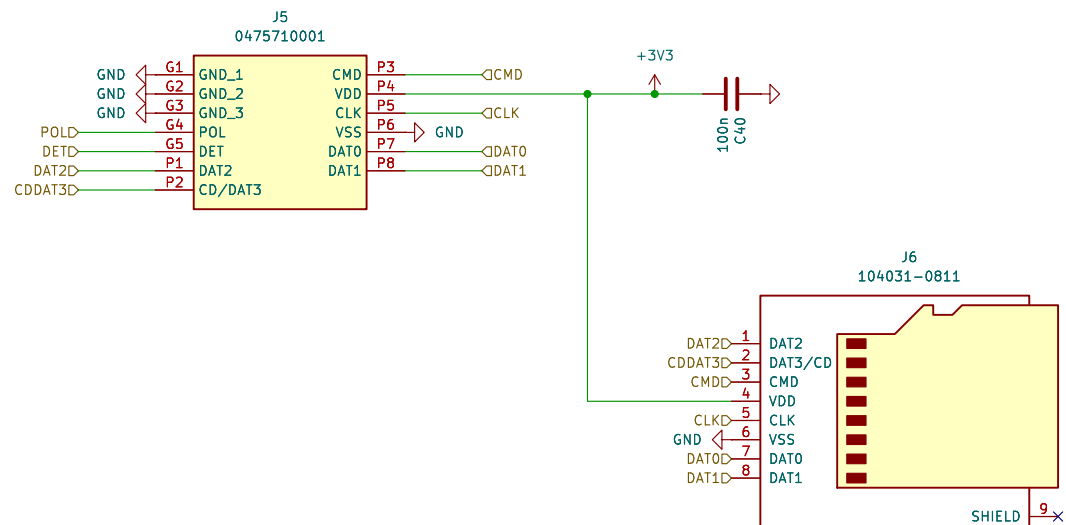 J5
0475710001
GND G1 GND_1 CMD P3 CMD
GND G2 GND_2 VDD P4
GND G3 GND_3 CLK P5 CLK
POL G4 POL VSS P6 GND
DET G5 DET DAT0 P7 DAT0
DAT2 P1 DAT2 DAT1 P8 DAT1
CDDAT3 P2 CD/DAT3
+3V3
100n
C40
J6
104031-0811
DAT2 1 DAT2
CDDAT3 2 DAT3/CD
CMD 3 CMD
4 VDD
CLK 5 CLK
GND 6 VSS
DAT0 7 DAT0
DAT1 8 DAT1
SHIELD 9